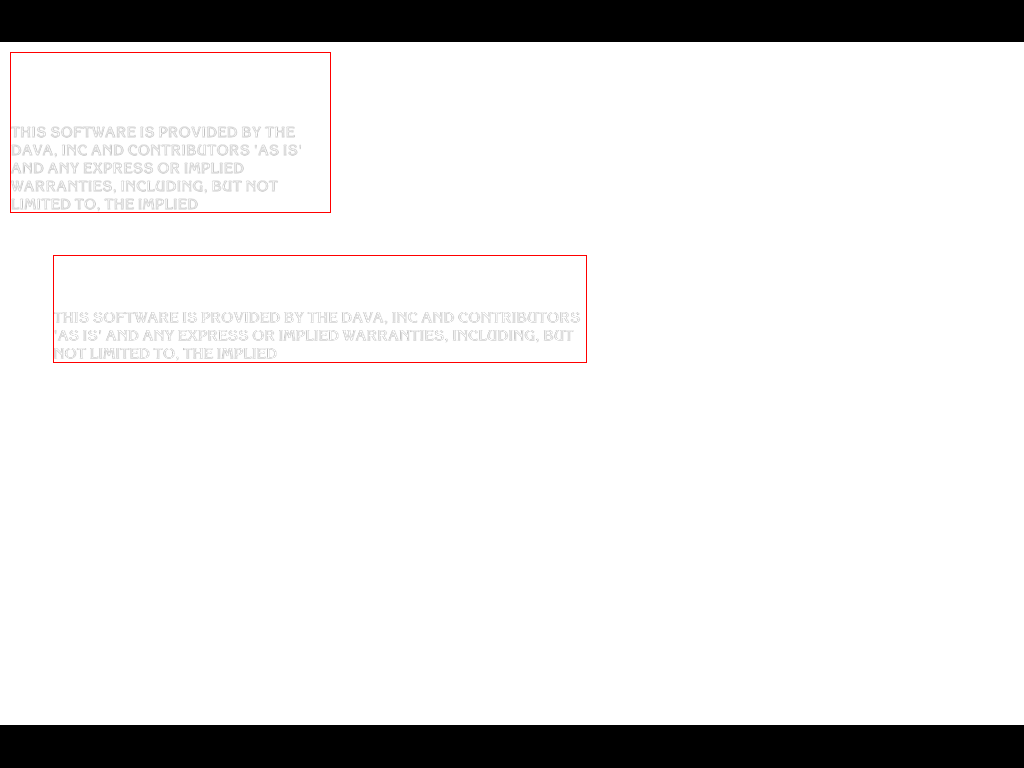 THIS SOFTWARE IS PROVIDED BY THE
DAVA, INC AND CONTRIBUTORS 'AS IS'
AND ANY EXPRESS OR IMPLIED
WARRANTIES, INCLUDING, BUT NOT
LIMITED TO, THE IMPLIED
THIS SOFTWARE IS PROVIDED BY THE DAVA, INC AND CONTRIBUTORS
'AS IS' AND ANY EXPRESS OR IMPLIED WARRANTIES, INCLUDING, BUT
NOT LIMITED TO, THE IMPLIED